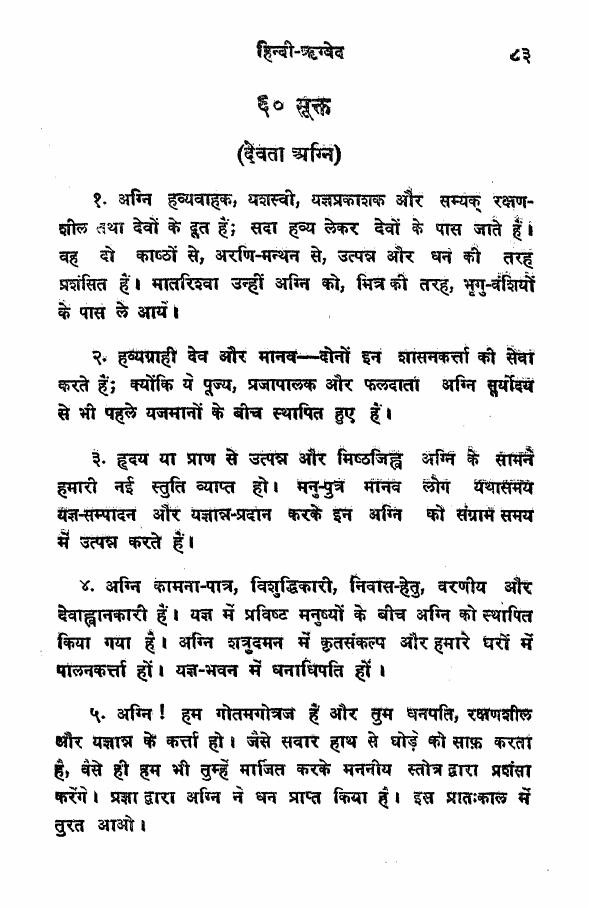 हिन्दी-ऋग्वेद ८३
६० सूक्त
(देवता अग्नि)
१. अग्नि हव्यवाहक, यशस्वी, यज्ञप्रकाशक और सम्यक् रक्षण-
शील तथा देवों के दूत हैं; सदा हव्य लेकर देवों के पास जाते हैं।
वह दो काष्ठों से, अरणि-मन्थन से, उत्पन्न और धन की तरह
प्रशंसित हैं। मातरिश्वा उन्हीं अग्नि को, मित्र की तरह, भृगु-वंशियों
के पास ले आयें।
२. हव्यग्राही देव और मानव—दोनों इन शासनकर्त्ता की सेवा
करते हैं; क्योंकि ये पूज्य, प्रजापालक और फलदाता अग्नि सूर्योदय
से भी पहले यजमानों के बीच स्थापित हुए हैं।
३. हृदय या प्राण से उत्पन्न और मिष्ठजिह्व अग्नि के सामने
हमारी नई स्तुति व्याप्त हो। मनु-पुत्र मानव लोग यथासमय
यज्ञ-सम्पादन और यज्ञान्न-प्रदान करके इन अग्नि को संग्राम समय
में उत्पन्न करते हैं।
४. अग्नि कामना-पात्र, विशुद्धिकारी, निवास-हेतु, वरणीय और
देवाह्वानकारी हैं। यज्ञ में प्रविष्ट मनुष्यों के बीच अग्नि को स्थापित
किया गया है। अग्नि शत्रुदमन में कृतसंकल्प और हमारे घरों में
पालनकर्त्ता हों। यज्ञ-भवन में धनाधिपति हों।
५. अग्नि! हम गोतमगोत्रज हैं और तुम धनपति, रक्षणशील
और यज्ञान्न के कर्त्ता हो। जैसे सवार हाथ से घोड़े को साफ़ करता
है, वैसे ही हम भी तुम्हें मार्जित करके मननीय स्तोत्र द्वारा प्रशंसा
करेंगे। प्रज्ञा द्वारा अग्नि ने धन प्राप्त किया है। इस प्रातःकाल में
तुरत आओ।